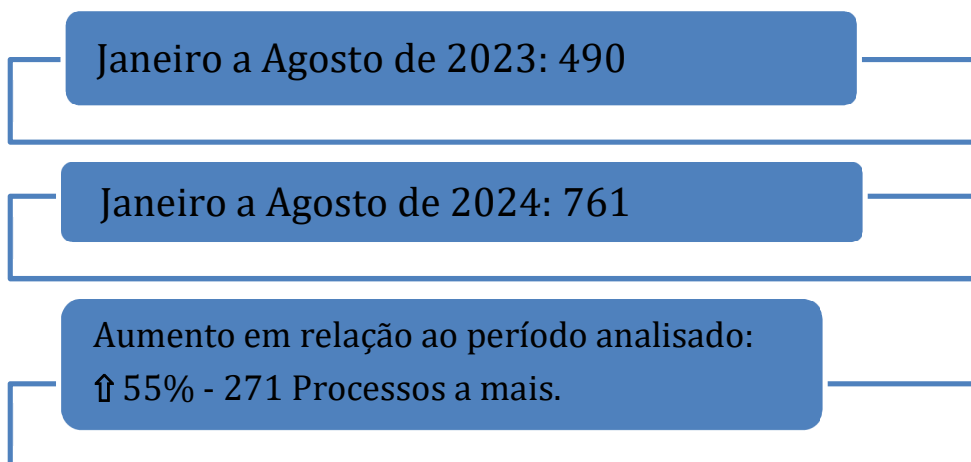 Janeiro a Agosto de 2023: 490
Janeiro a Agosto de 2024: 761
Aumento em relação ao período analisado:
⇧ 55% - 271 Processos a mais.